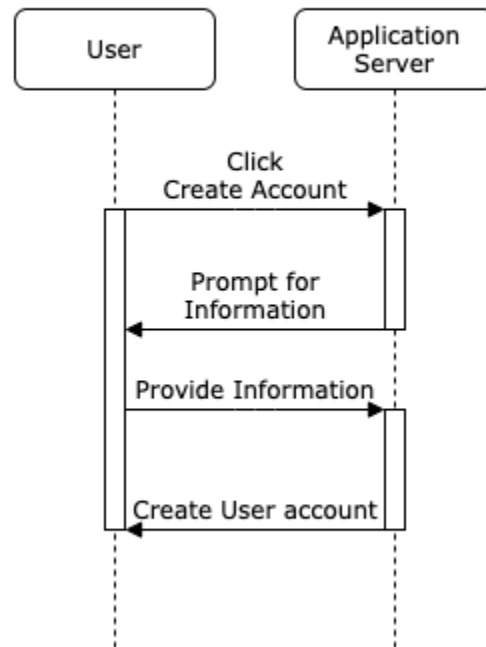 User
Application
Server
Click
Create Account
Prompt for
Information
Provide Information
Create User account